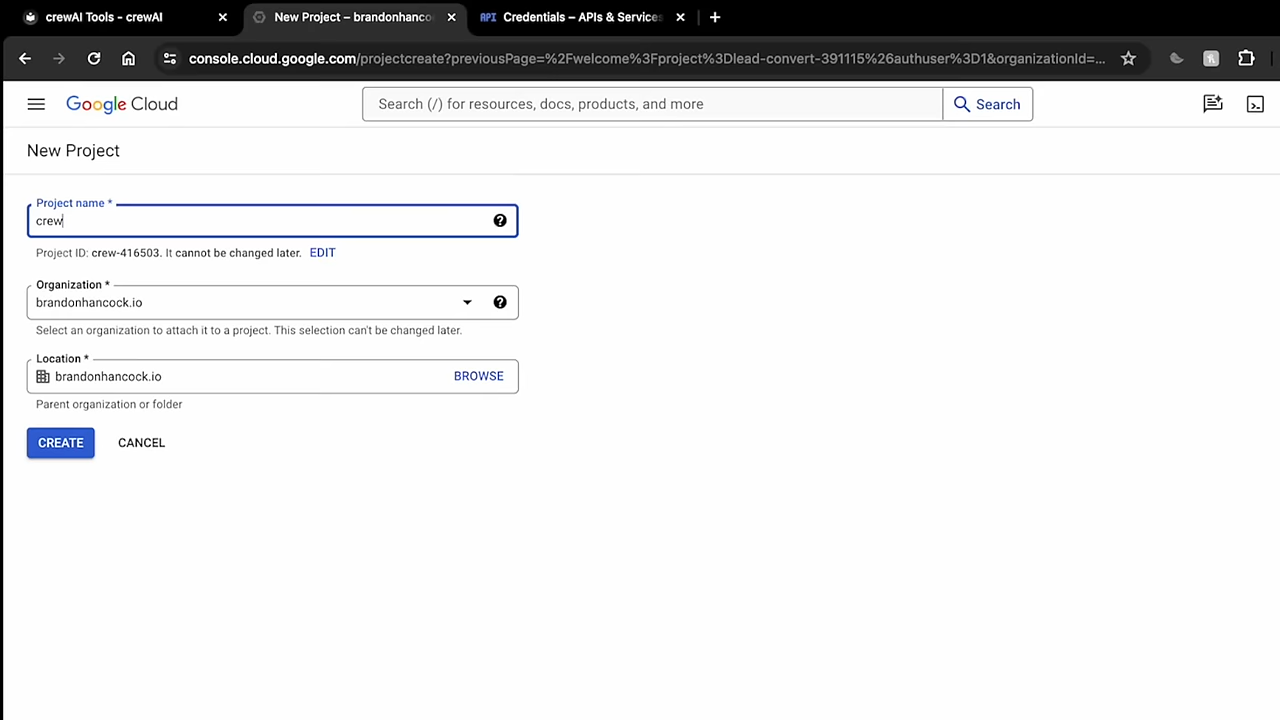 crewAI Tools - crewAI
New Project – brandonhanco
API Credentials – APIs & Services
console.cloud.google.com/projectcreate?previousPage=%2Fwelcome%3Fproject%3Dlead-convert-391115%26authuser%3D1&organizationId=...
Google Cloud
Search (/) for resources, docs, products, and more
Search
New Project
Project name *
crew
Project ID: crew-416503. It cannot be changed later. EDIT
Organization *
brandonhancock.io
Select an organization to attach it to a project. This selection can't be changed later.
Location *
brandonhancock.io
BROWSE
Parent organization or folder
CREATE
CANCEL